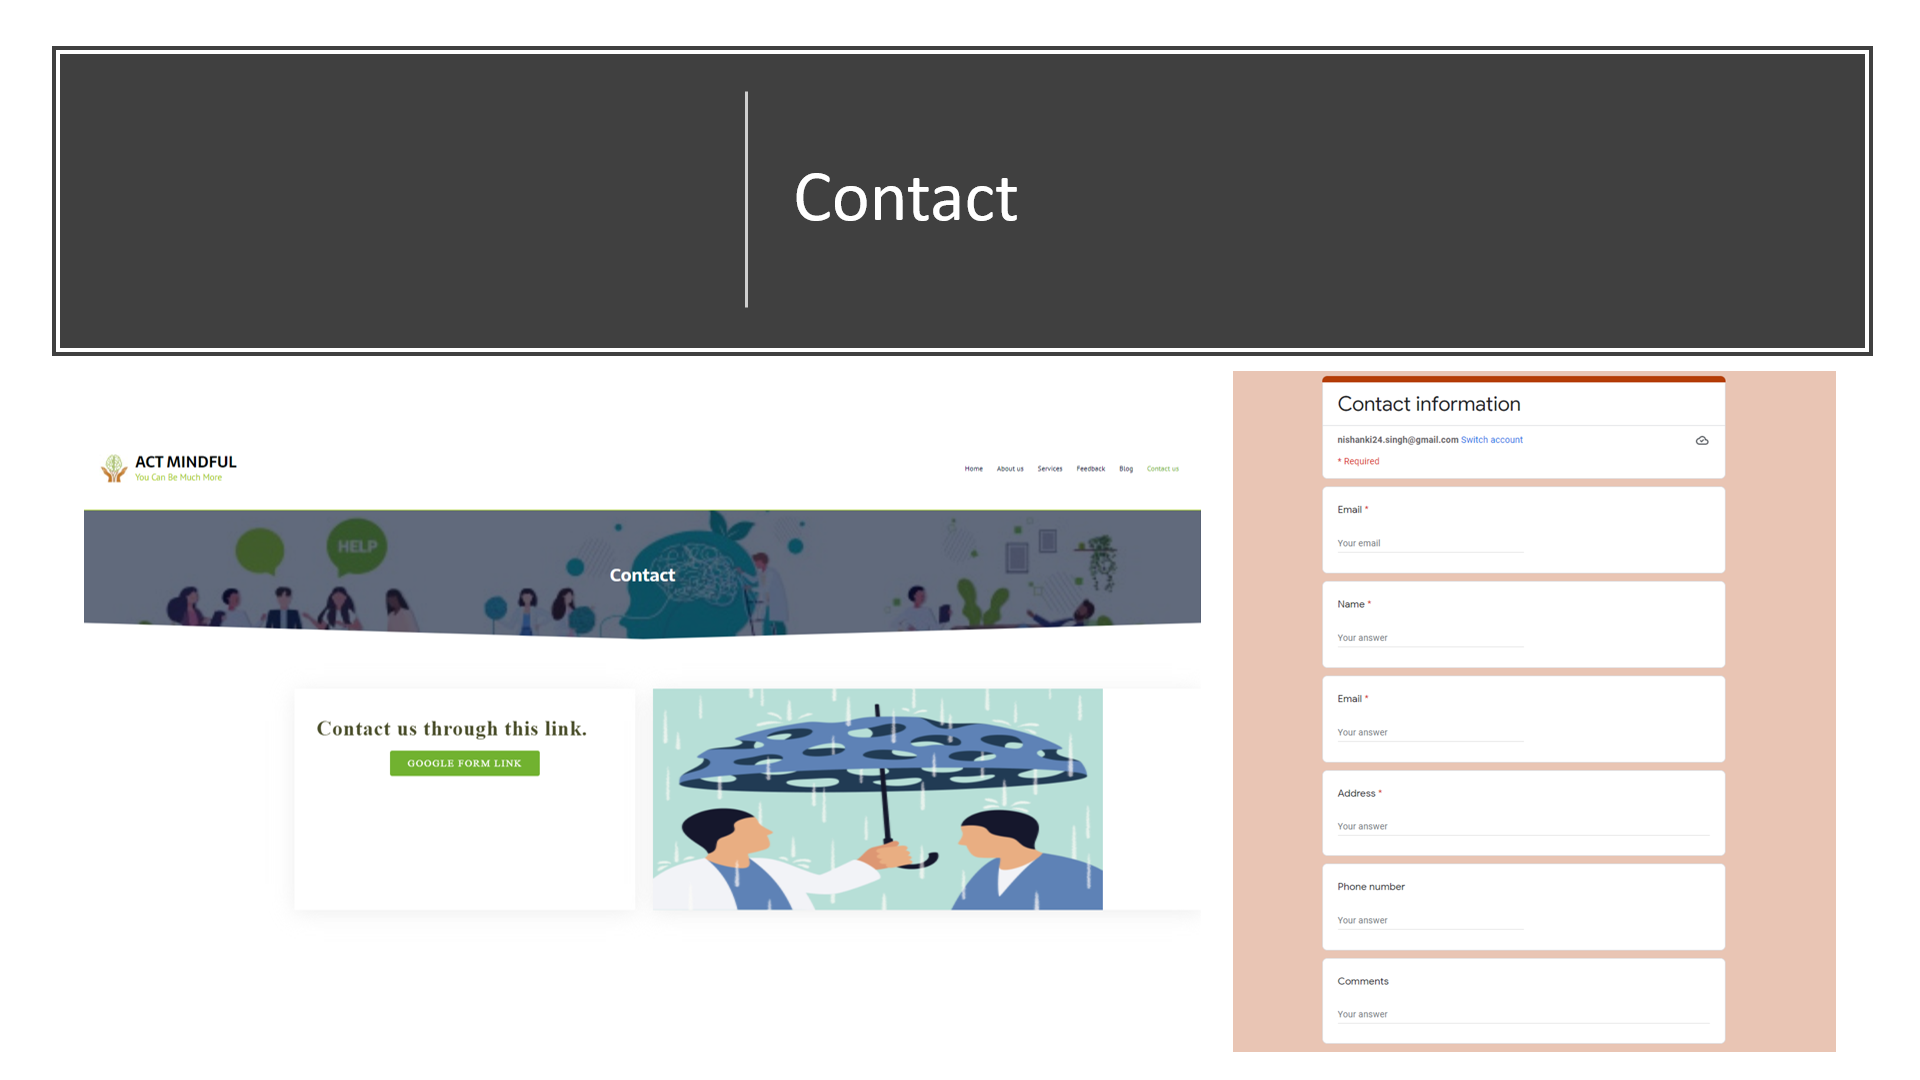 Contact
ACT MINDFUL
You Can Be Much More
Home About us Services Feedback Blog Contact us
HELP
Contact
Contact us through this link.
GOOGLE FORM LINK
Contact information
nishanki24.singh@gmail.com Switch account
* Required
Email *
Your email
Name *
Your answer
Email *
Your answer
Address *
Your answer
Phone number
Your answer
Comments
Your answer